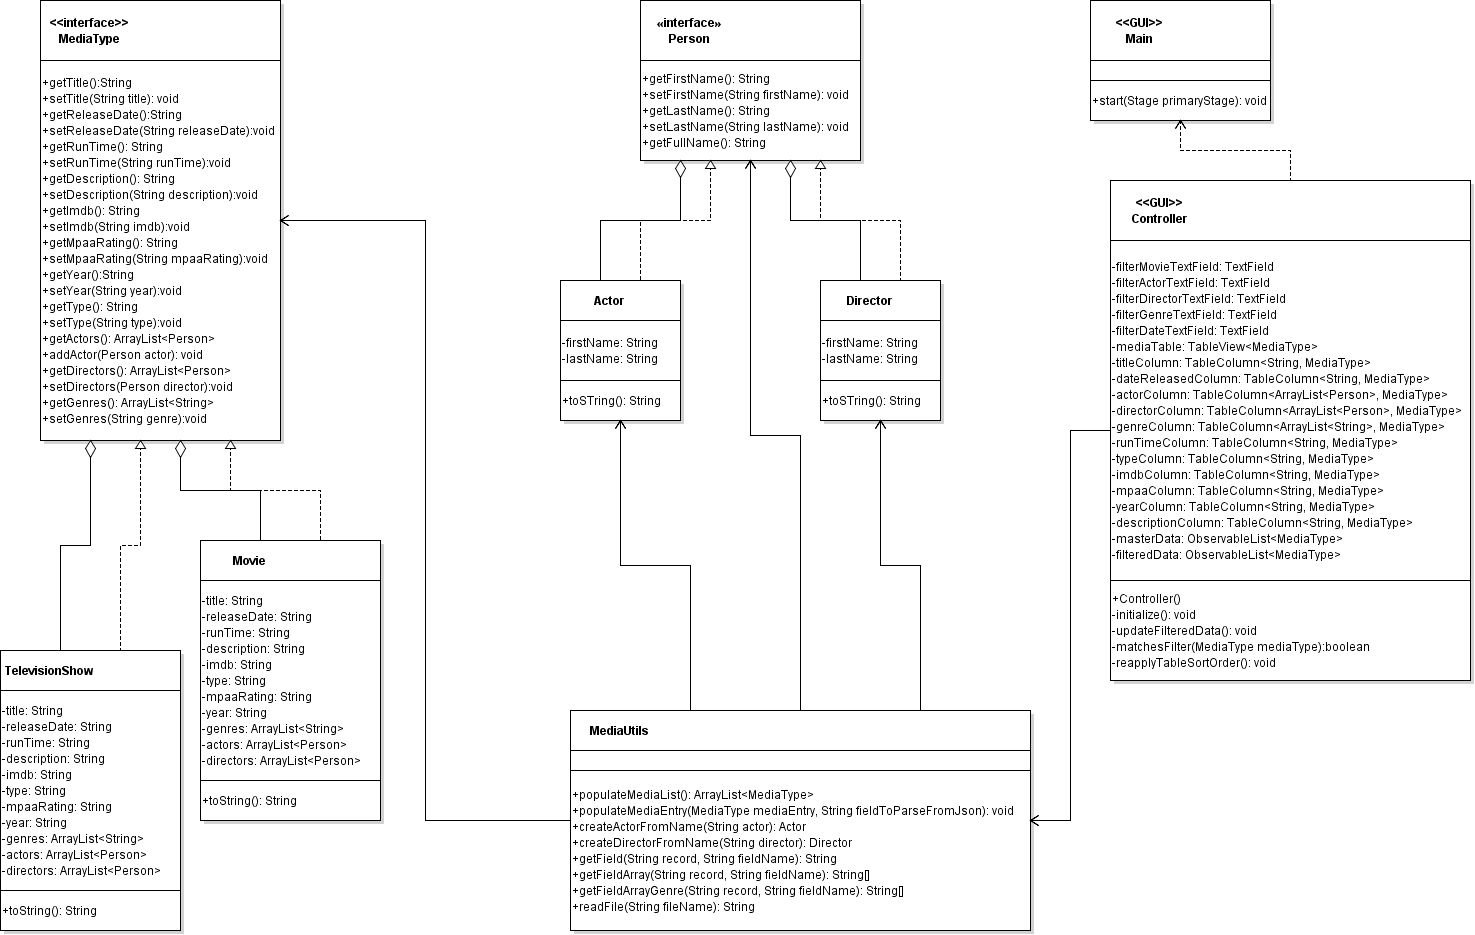 <<interface>>
MediaType
+getTitle():String
+setTitle(String title): void
+getReleaseDate():String
+setReleaseDate(String releaseDate):void
+getRunTime(): String
+setRunTime(String runTime):void
+getDescription(): String
+setDescription(String description):void
+getImdb(): String
+setImdb(String imdb):void
+getMpaaRating(): String
+setMpaaRating(String mpaaRating):void
+getYear():String
+setYear(String year):void
+getType(): String
+setType(String type):void
+getActors(): ArrayList<Person>
+addActor(Person actor): void
+getDirectors(): ArrayList<Person>
+setDirectors(Person director):void
+getGenres(): ArrayList<String>
+setGenres(String genre):void
«interface»
Person
+getFirstName(): String
+setFirstName(String firstName): void
+getLastName(): String
+setLastName(String lastName): void
+getFullName(): String
<<GUI>>
Main
+start(Stage primaryStage): void
<<GUI>>
Controller
-filterMovieTextField: TextField
-filterActorTextField: TextField
-filterDirectorTextField: TextField
-filterGenreTextField: TextField
-filterDateTextField: TextField
-mediaTable: TableView<MediaType>
-titleColumn: TableColumn<String, MediaType>
-dateReleasedColumn: TableColumn<String, MediaType>
-actorColumn: TableColumn<ArrayList<Person>, MediaType>
-directorColumn: TableColumn<ArrayList<Person>, MediaType>
-genreColumn: TableColumn<ArrayList<String>, MediaType>
-runTimeColumn: TableColumn<String, MediaType>
-typeColumn: TableColumn<String, MediaType>
-imdbColumn: TableColumn<String, MediaType>
-mpaaColumn: TableColumn<String, MediaType>
-yearColumn: TableColumn<String, MediaType>
-descriptionColumn: TableColumn<String, MediaType>
-masterData: ObservableList<MediaType>
-filteredData: ObservableList<MediaType>
+Controller()
-initialize(): void
-updateFilteredData(): void
-matchesFilter(MediaType mediaType):boolean
-reapplyTableSortOrder(): void
Actor
-firstName: String
-lastName: String
+toSTring(): String
Director
-firstName: String
-lastName: String
+toSTring(): String
Movie
-title: String
-releaseDate: String
-runTime: String
-description: String
-imdb: String
-type: String
-mpaaRating: String
-year: String
-genres: ArrayList<String>
-actors: ArrayList<Person>
-directors: ArrayList<Person>
+toString(): String
TelevisionShow
-title: String
-releaseDate: String
-runTime: String
-description: String
-imdb: String
-type: String
-mpaaRating: String
-year: String
-genres: ArrayList<String>
-actors: ArrayList<Person>
-directors: ArrayList<Person>
+toString(): String
MediaUtils
+populateMediaList(): ArrayList<MediaType>
+populateMediaEntry(MediaType mediaEntry, String fieldToParseFromJson): void
+createActorFromName(String actor): Actor
+createDirectorFromName(String director): Director
+getField(String record, String fieldName): String
+getFieldArray(String record, String fieldName): String[]
+getFieldArrayGenre(String record, String fieldName): String[]
+readFile(String fileName): String